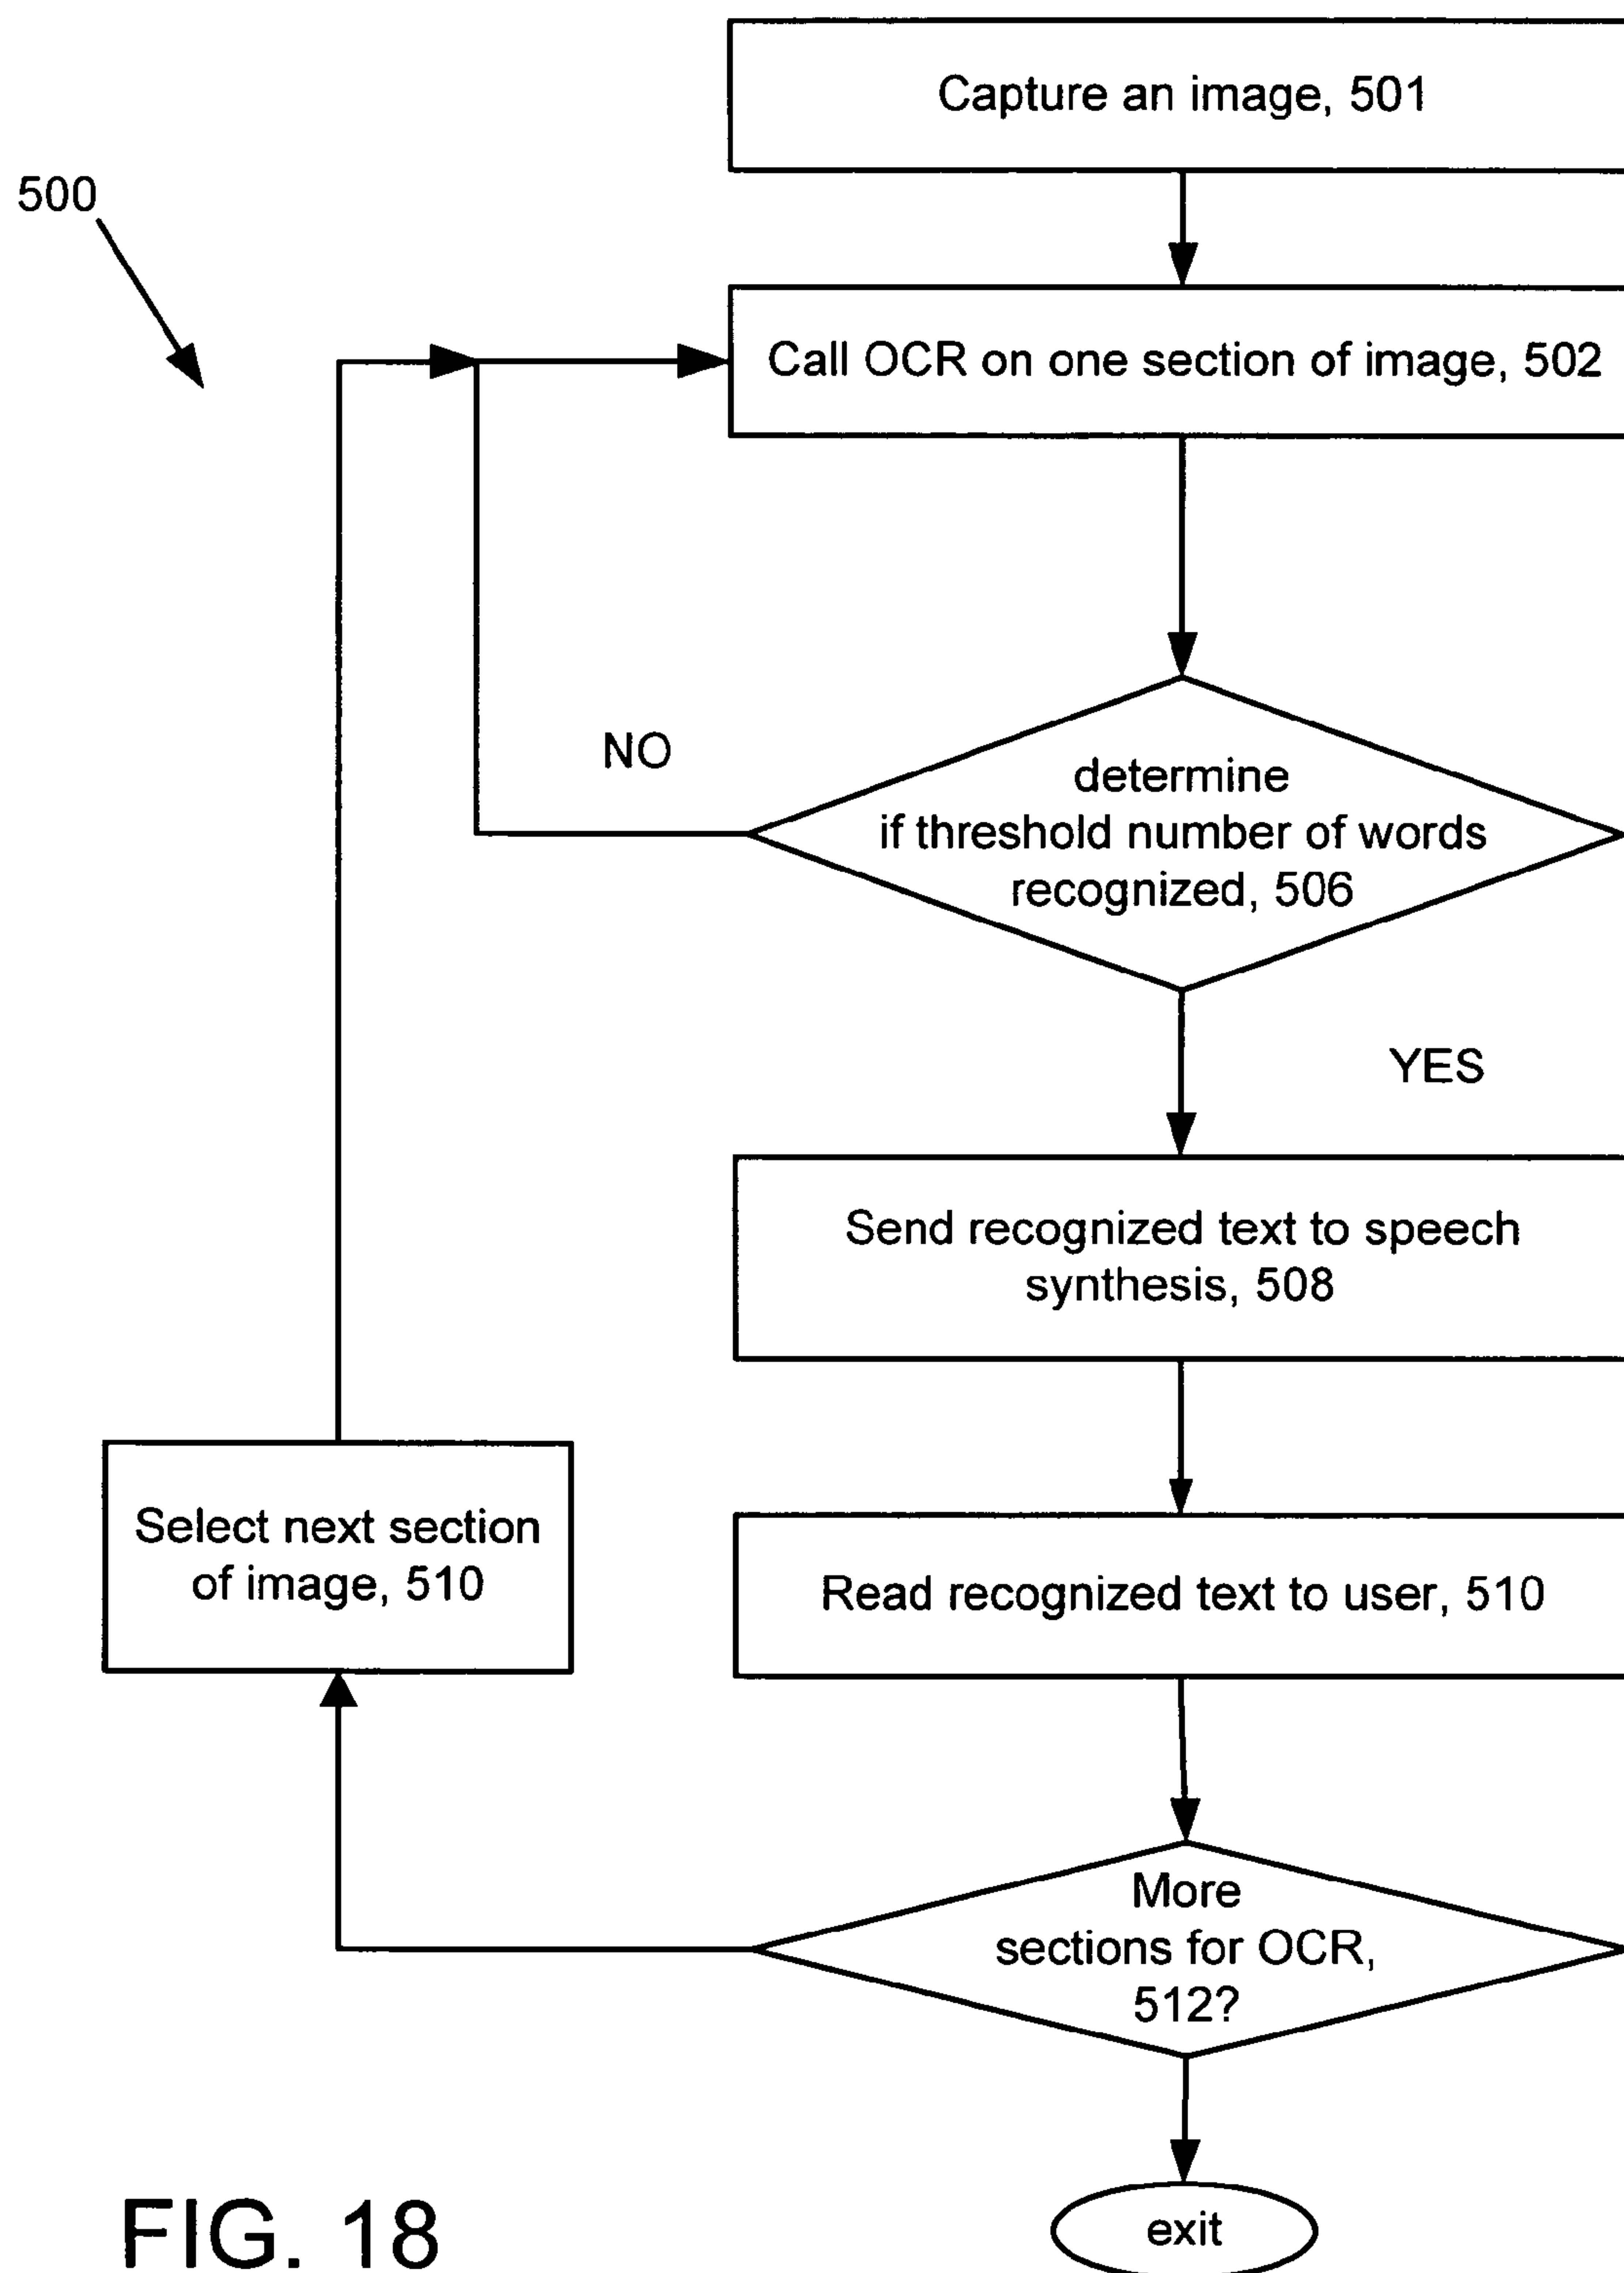 Capture an image, 501
500
Call OCR on one section of image, 502
NO
determine
if threshold number of words
recognized, 506
YES
Send recognized text to speech
synthesis, 508
Select next section
of image, 510
Read recognized text to user, 510
More
sections for OCR,
512?
exit
FIG. 18